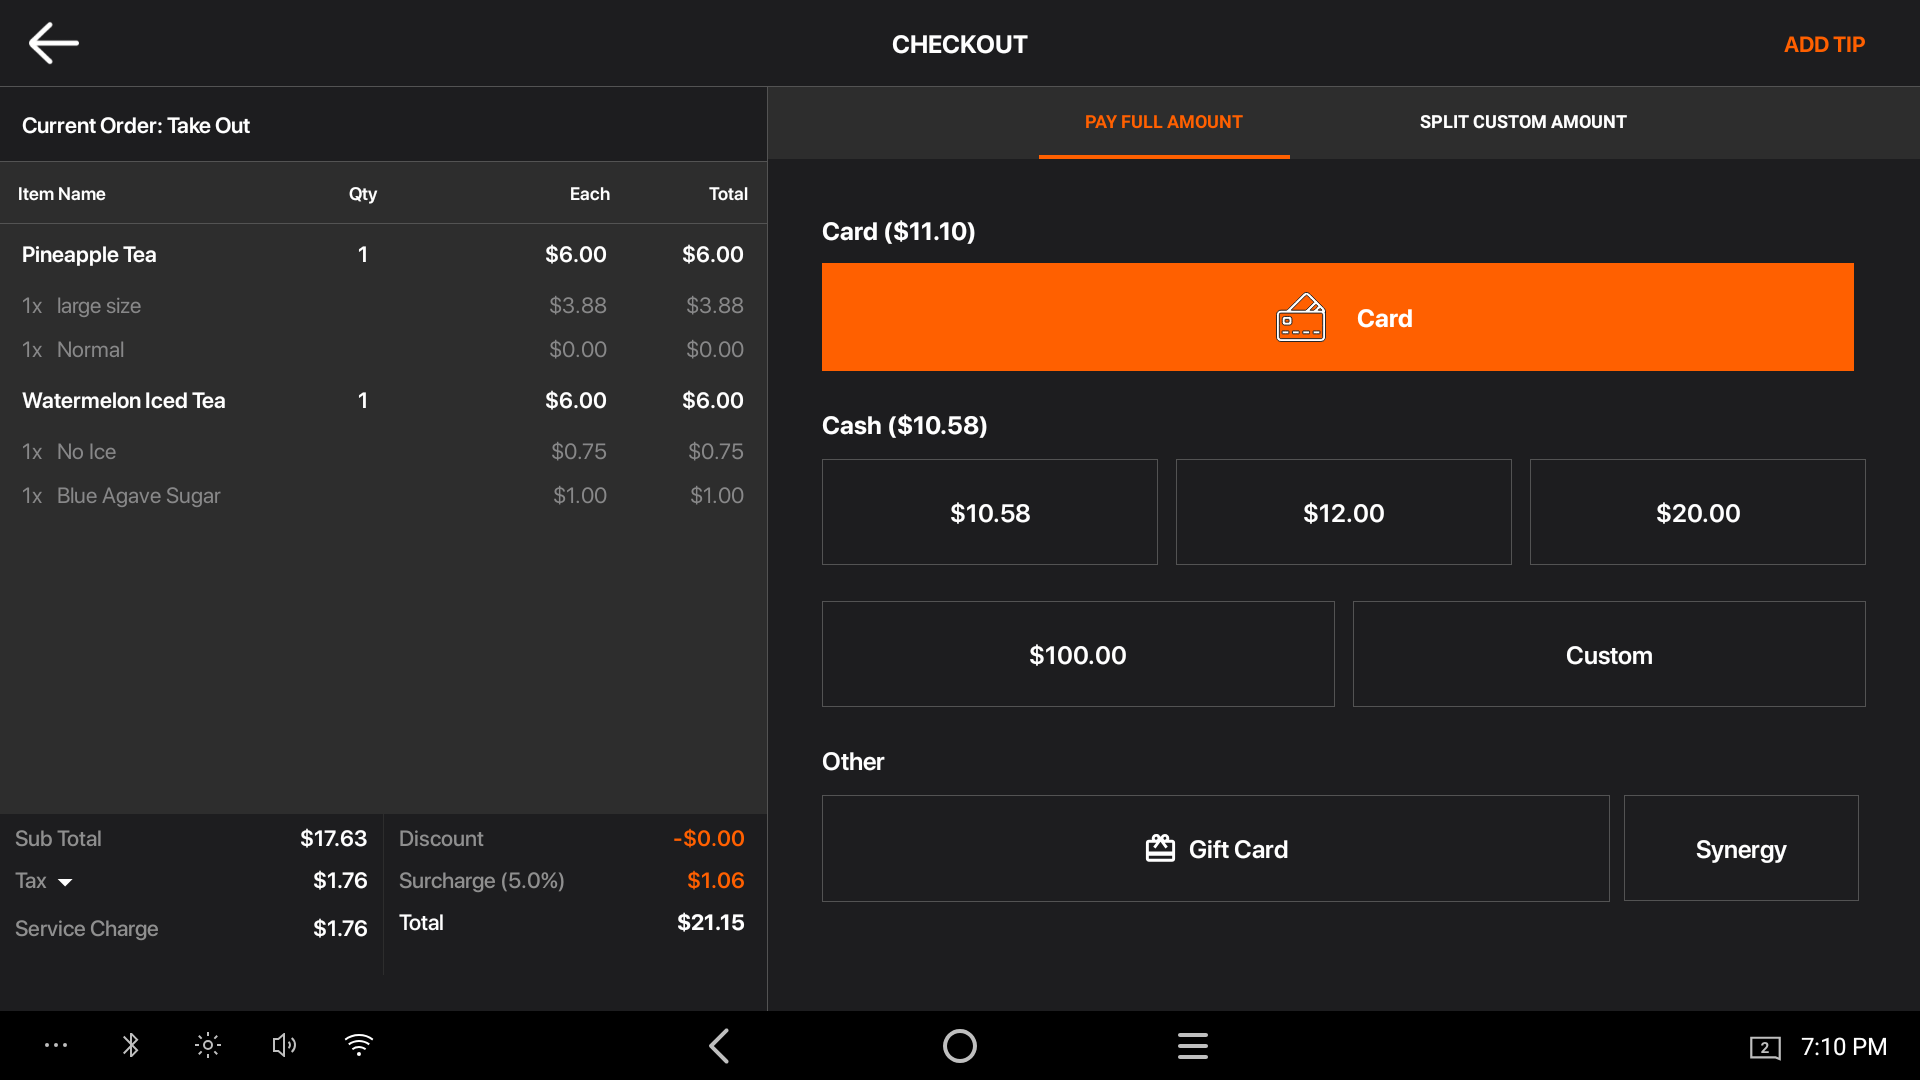 CHECKOUT
ADD TIP
Current Order: Take Out
PAY FULL AMOUNT
SPLIT CUSTOM AMOUNT
Item Name Qty Each Total
Pineapple Tea 1 $6.00 $6.00
1x large size $3.88 $3.88
1x Normal $0.00 $0.00
Watermelon Iced Tea 1 $6.00 $6.00
1x No Ice $0.75 $0.75
1x Blue Agave Sugar $1.00 $1.00
Sub Total $17.63
Tax $1.76
Service Charge $1.76
Discount -$0.00
Surcharge (5.0%) $1.06
Total $21.15
Card ($11.10)
Card
Cash ($10.58)
$10.58
$12.00
$20.00
$100.00
Custom
Other
Gift Card
Synergy
2
7:10 PM